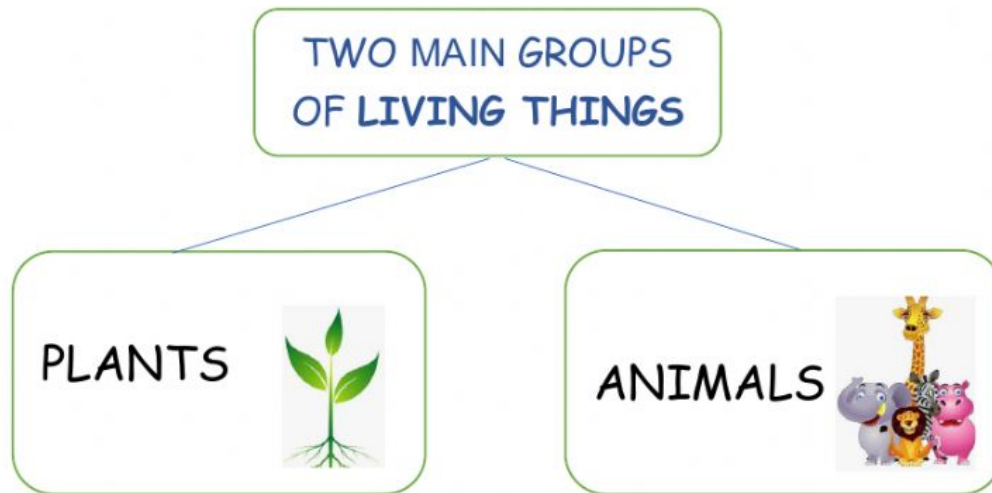 TWO MAIN GROUPS
OF LIVING THINGS
PLANTS
ANIMALS